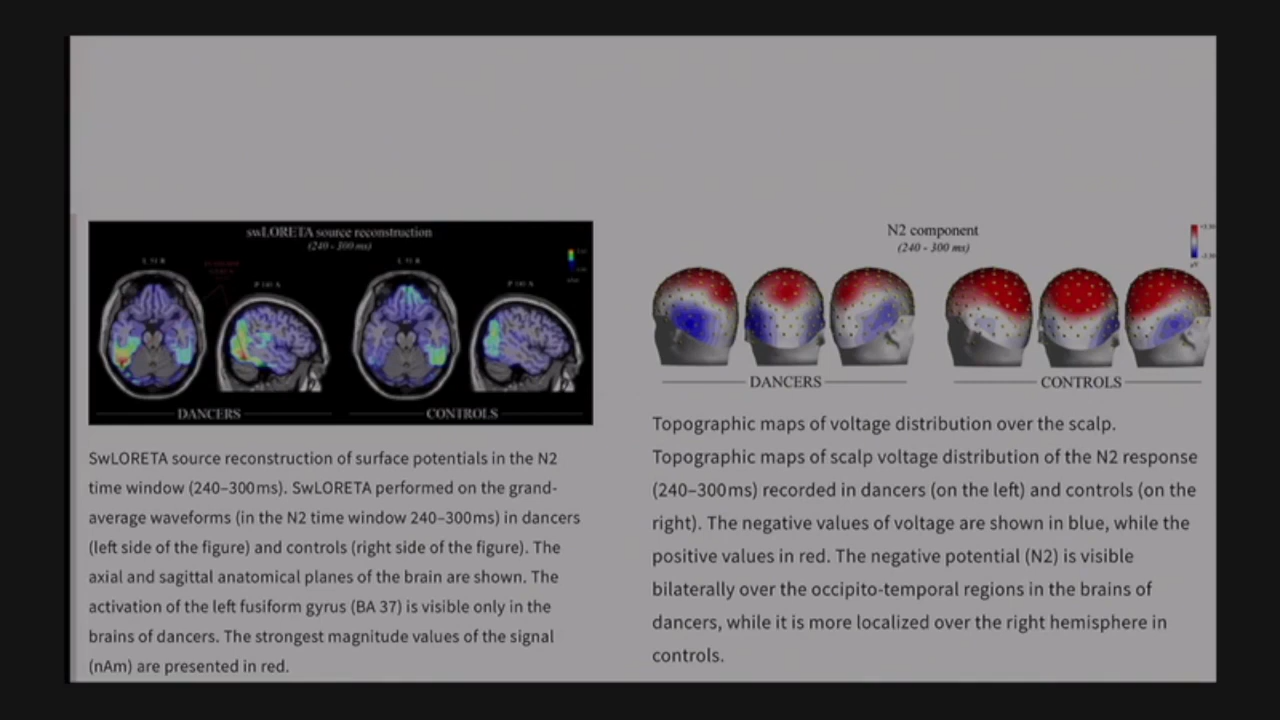 swLORETA source reconstruction
(240 - 300 ms)
DANCERS
CONTROLS
SwLORETA source reconstruction of surface potentials in the N2
time window (240–300ms). SwLORETA performed on the grand-
average waveforms (in the N2 time window 240–300ms) in dancers
(left side of the figure) and controls (right side of the figure). The
axial and sagittal anatomical planes of the brain are shown. The
activation of the left fusiform gyrus (BA 37) is visible only in the
brains of dancers. The strongest magnitude values of the signal
(nAm) are presented in red.
N2 component
(240 - 300 ms)
DANCERS
CONTROLS
Topographic maps of voltage distribution over the scalp.
Topographic maps of scalp voltage distribution of the N2 response
(240–300ms) recorded in dancers (on the left) and controls (on the
right). The negative values of voltage are shown in blue, while the
positive values in red. The negative potential (N2) is visible
bilaterally over the occipito-temporal regions in the brains of
dancers, while it is more localized over the right hemisphere in
controls.